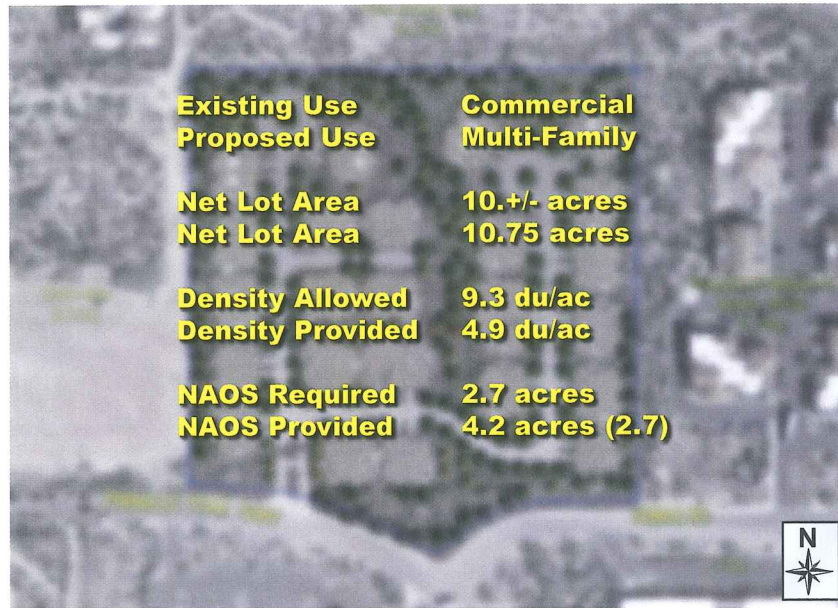 Existing Use Commercial
Proposed Use Multi-Family
Net Lot Area 10.+/- acres
Net Lot Area 10.75 acres
Density Allowed 9.3 du/ac
Density Provided 4.9 du/ac
NAOS Required 2.7 acres
NAOS Provided 4.2 acres (2.7)
N